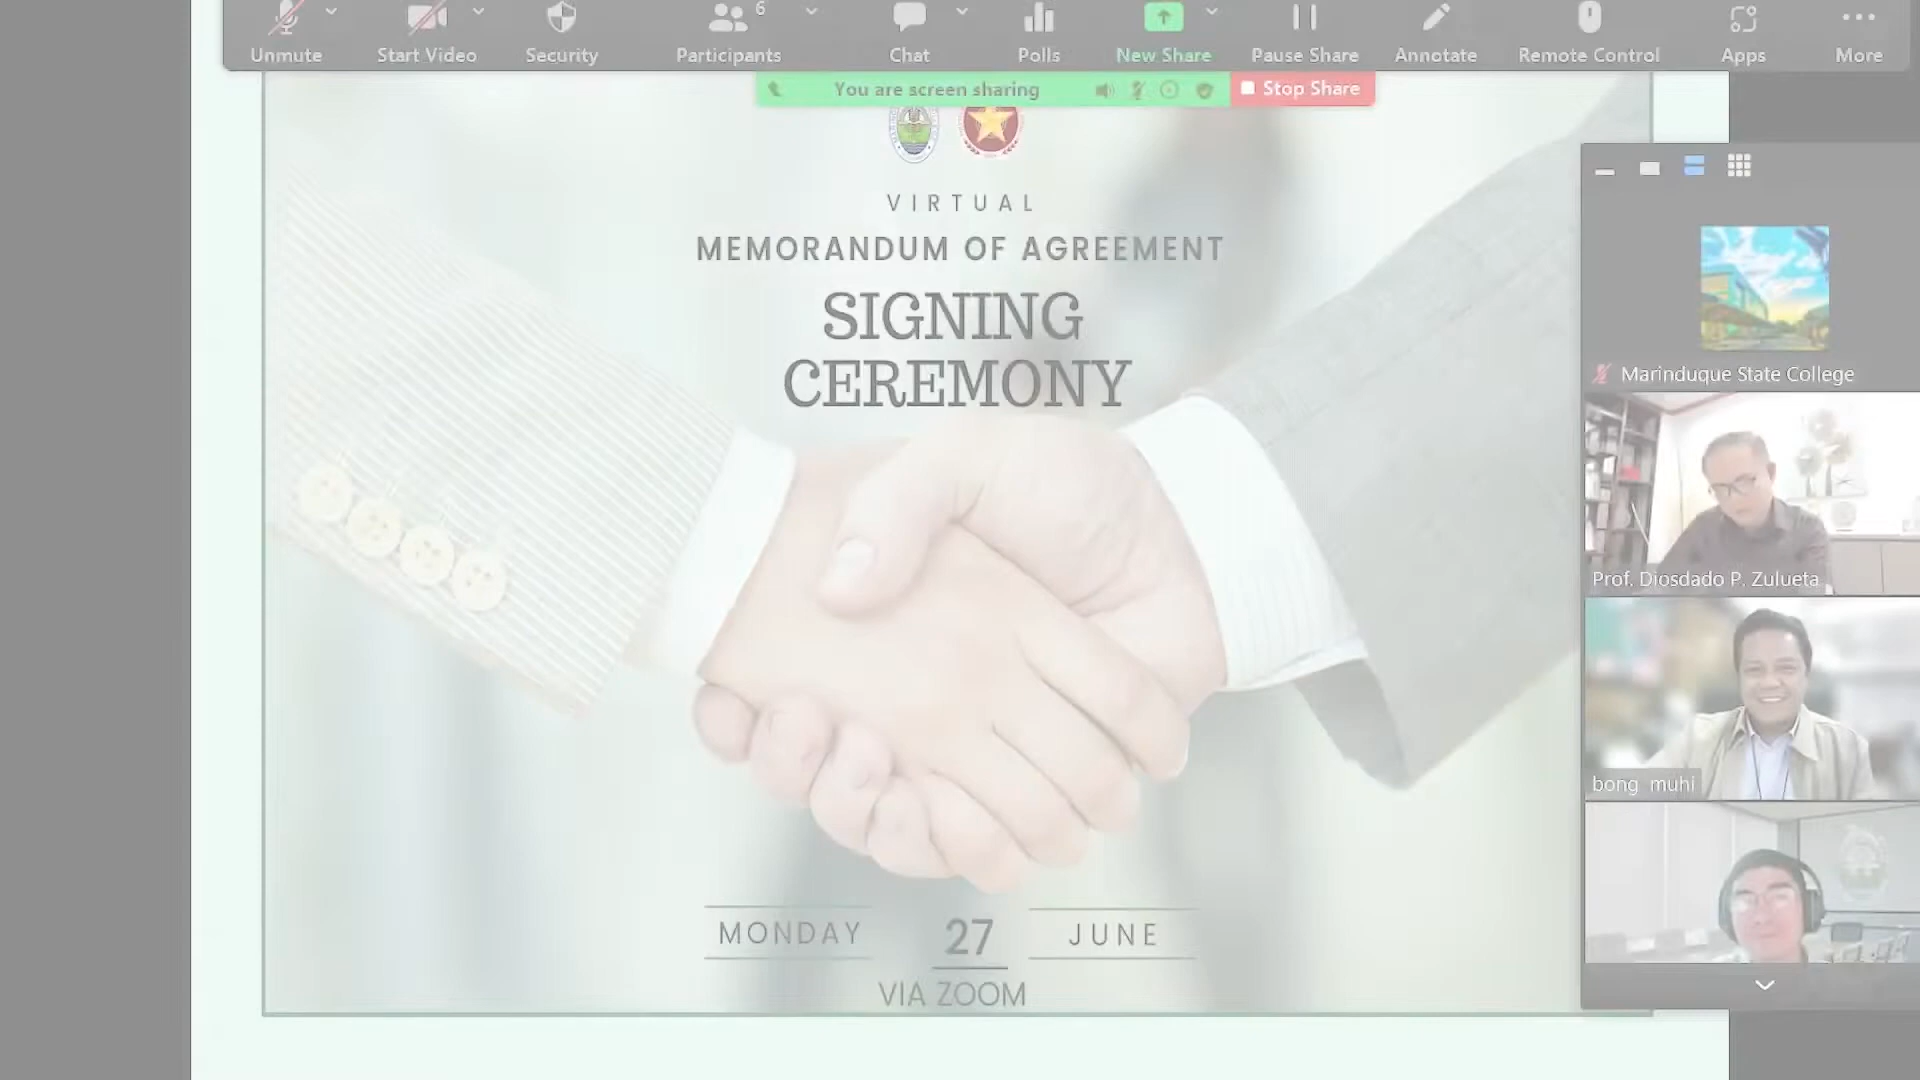 Unmute
Start Video
Security
Participants
6
Chat
Polls
New Share
Pause Share
Annotate
Remote Control
Apps
More
You are screen sharing
Stop Share
VIRTUAL
MEMORANDUM OF AGREEMENT
SIGNING
CEREMONY
MONDAY
27
JUNE
VIA ZOOM
Marinduque State College
Prof. Diosdado P. Zulueta
bong muhi